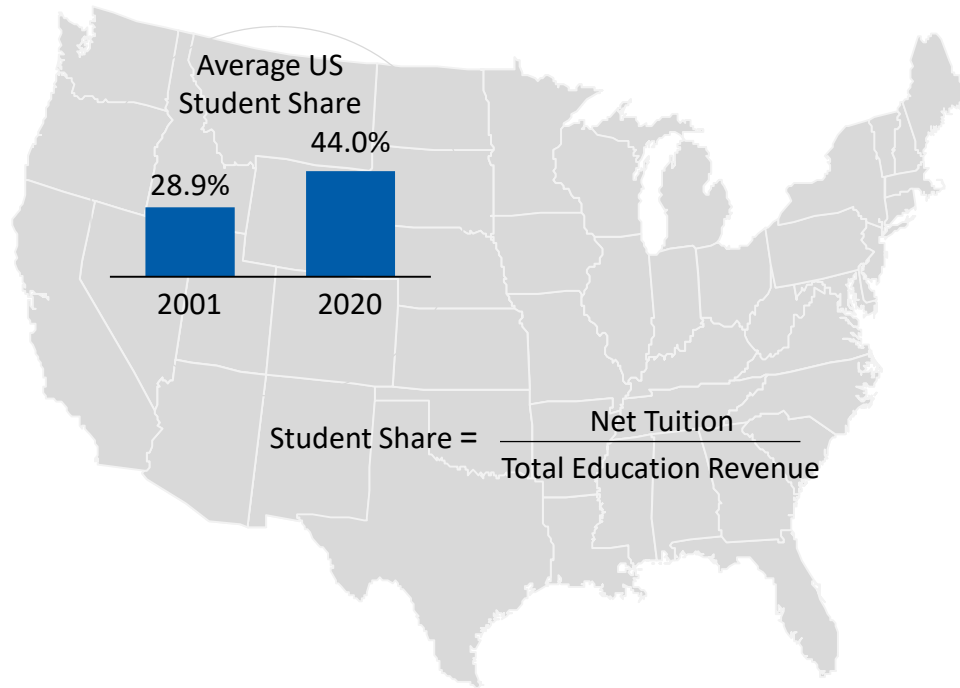 Average US
Student Share
44.0%
28.9%
2001 2020
Student Share = Net Tuition
Total Education Revenue